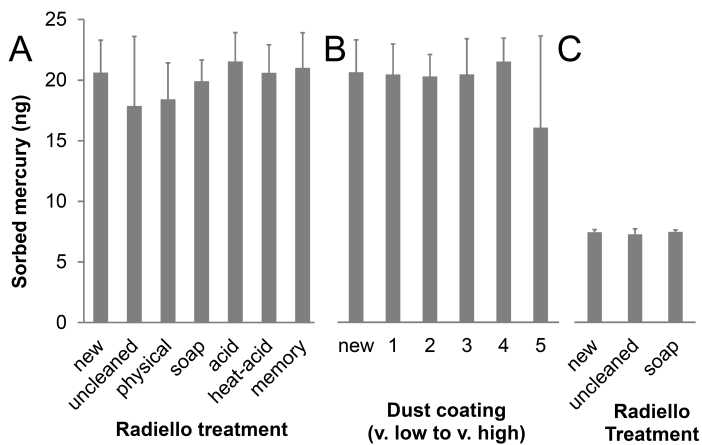 A
B
C
Sorbed mercury (ng)
25
20
15
10
5
0
new
uncleaned
physical
soap
acid
heat-acid
memory
Radiello treatment
new 1 2 3 4 5
Dust coating
(v. low to v. high)
new
uncleaned
soap
Radiello
Treatment